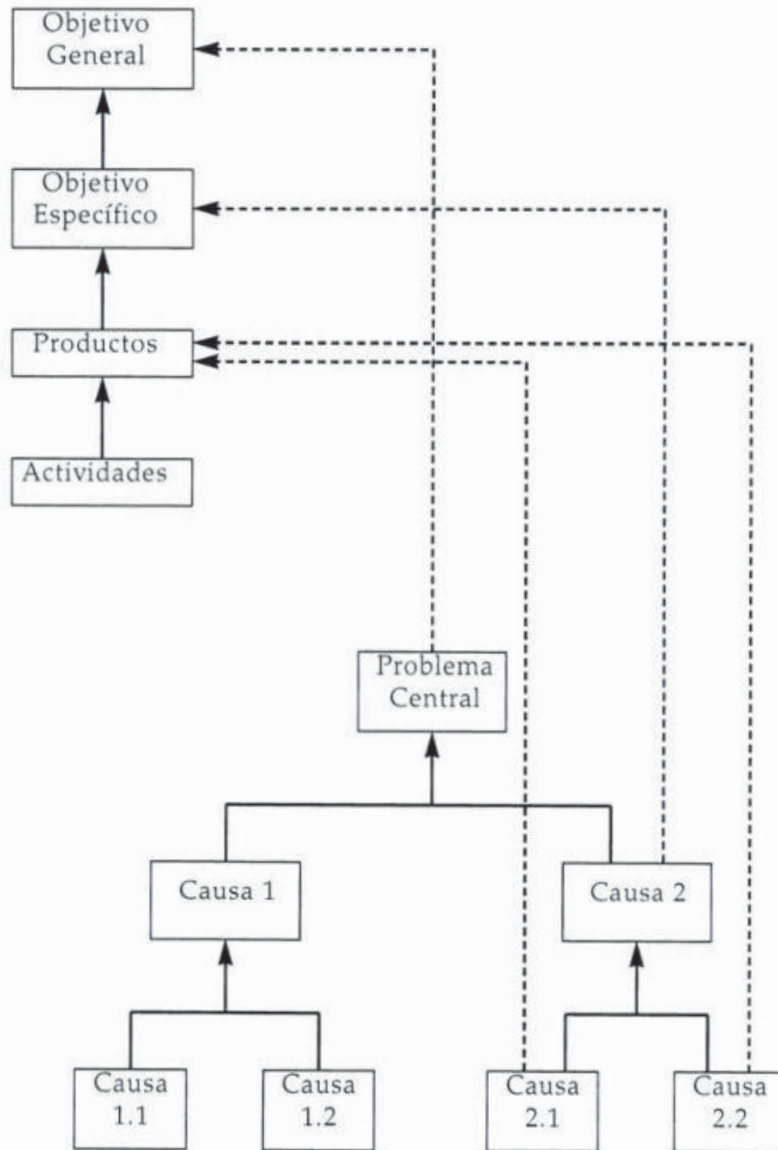 Objetivo
General
Objetivo
Específico
Productos
Actividades
Problema
Central
Causa 1
Causa 2
Causa
1.1
Causa
1.2
Causa
2.1
Causa
2.2